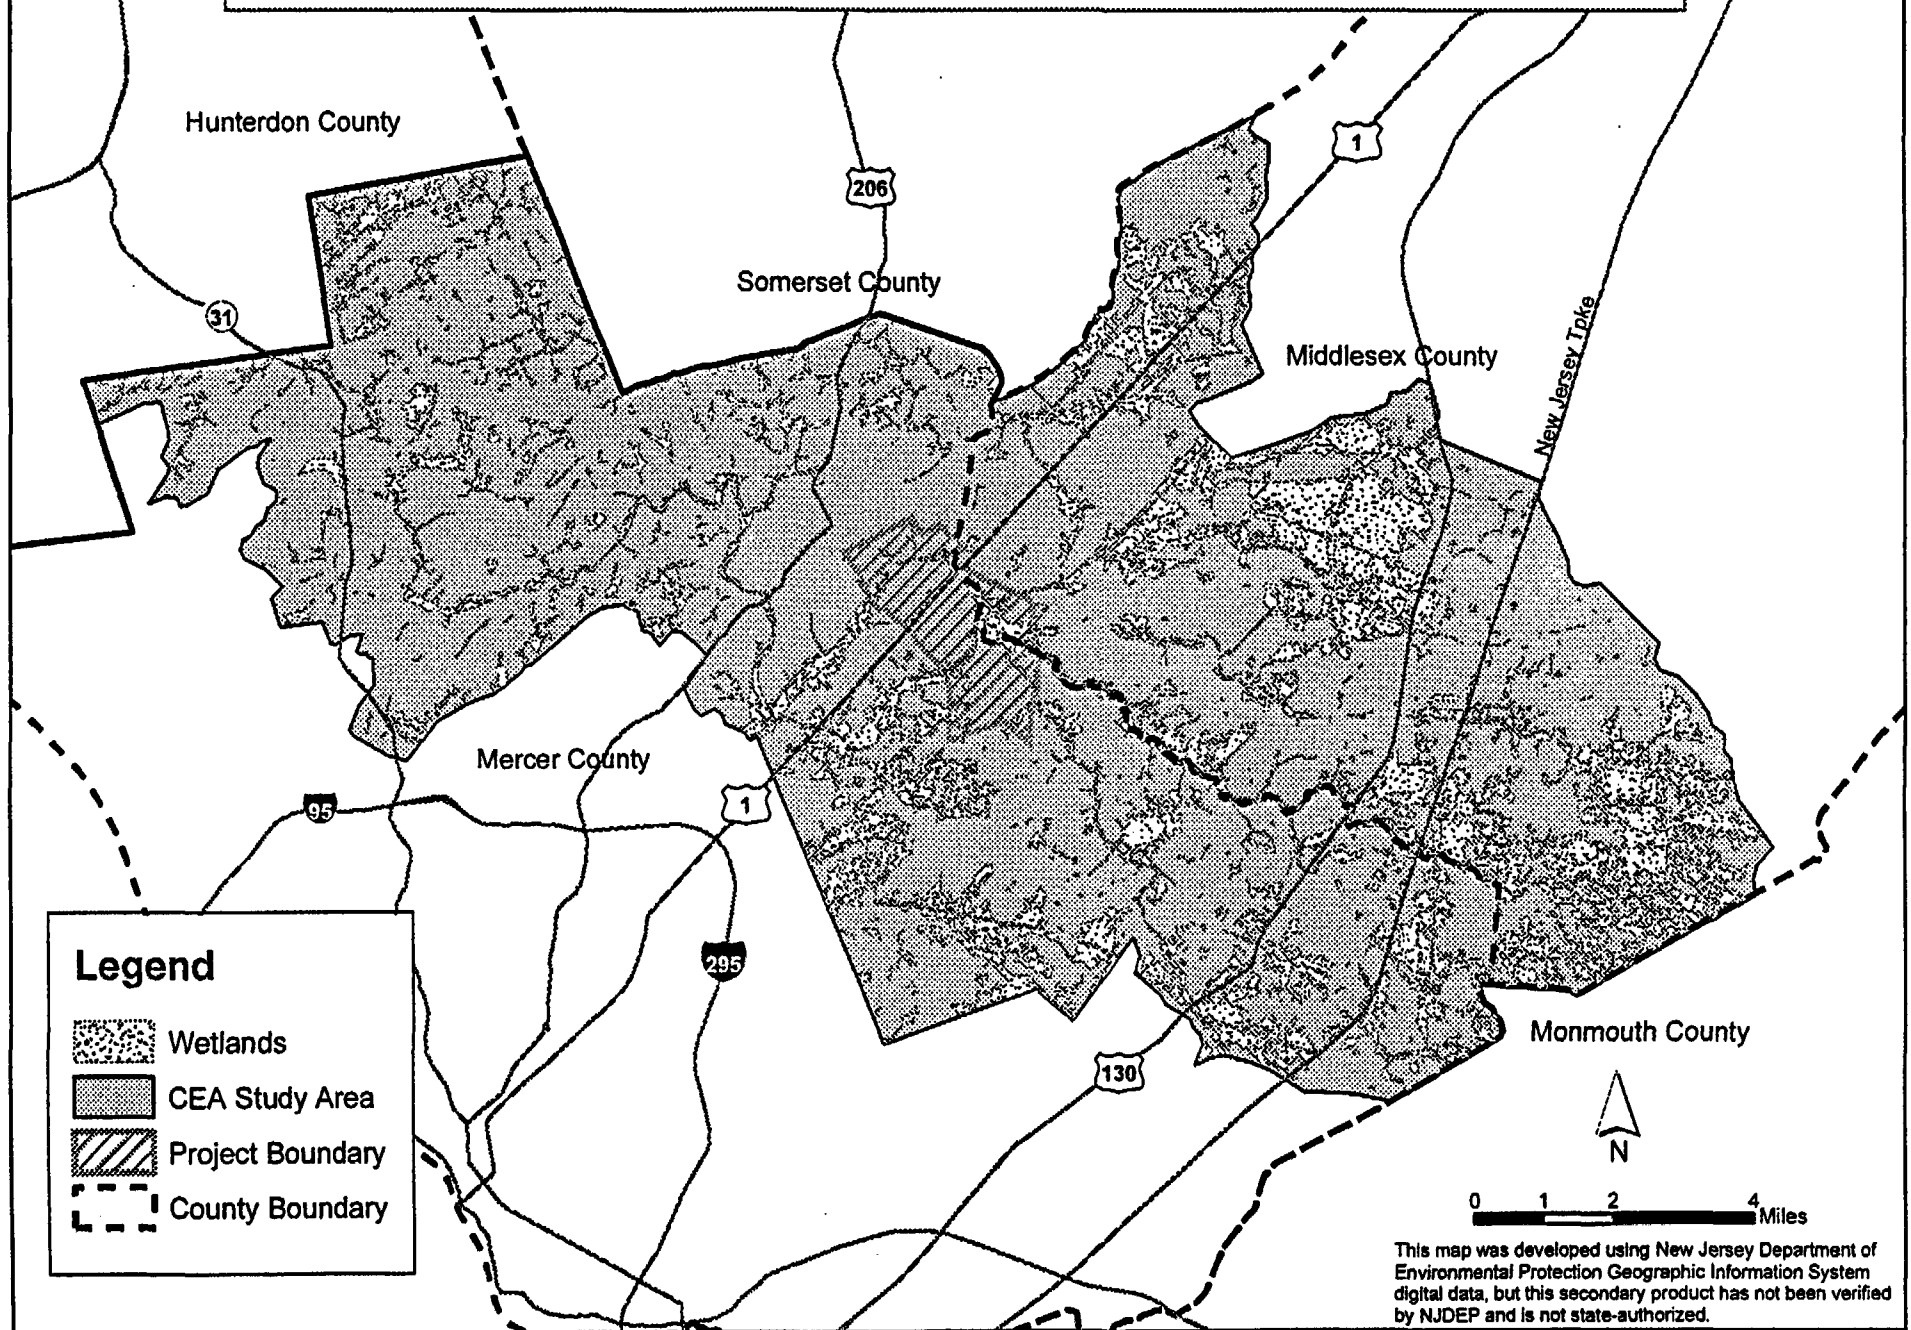 Hunterdon County
1
206
Somerset County
31
Middlesex County
New Jersey Tpke
Mercer County
95
1
295
Legend
Wetlands
CEA Study Area
Project Boundary
County Boundary
Monmouth County
130
N
0 1 2 4
Miles
This map was developed using New Jersey Department of
Environmental Protection Geographic Information System
digital data, but this secondary product has not been verified
by NJDEP and is not state-authorized.